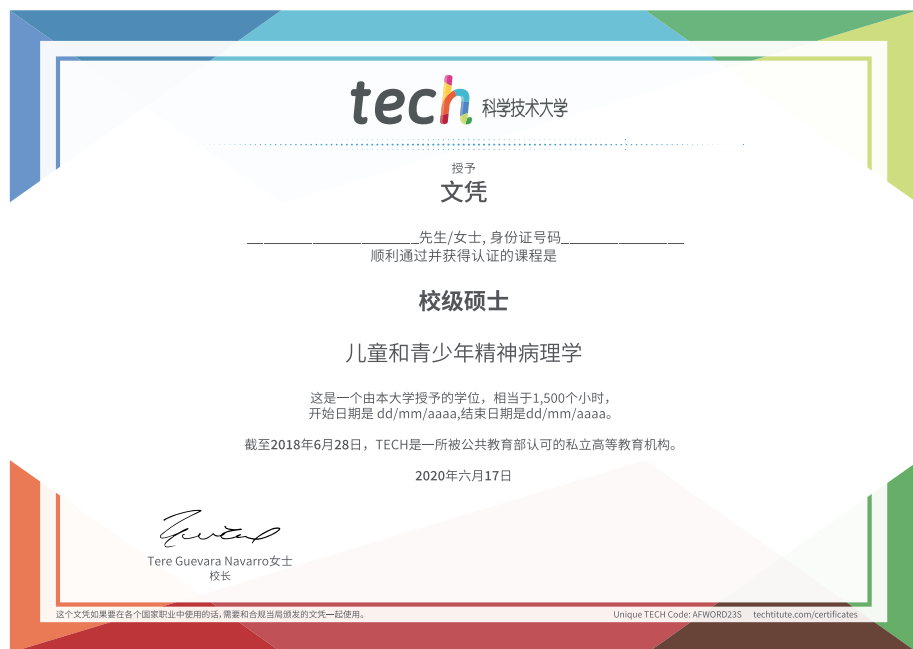 tech 科学技术大学
授予
文凭
______________________先生/女士, 身份证号码________________
顺利通过并获得认证的课程是
校级硕士
儿童和青少年精神病理学
这是一个由本大学授予的学位，相当于1,500个小时，
开始日期是 dd/mm/aaaa,结束日期是dd/mm/aaaa。
截至2018年6月28日，TECH是一所被公共教育部认可的私立高等教育机构。
2020年六月17日
Tere Guevara Navarro女士
校长
这个文凭如果要在各个国家职业中使用的话,需要和合规当局颁发的文凭一起使用。
Unique TECH Code: AFWORD23S techtitute.com/certificates